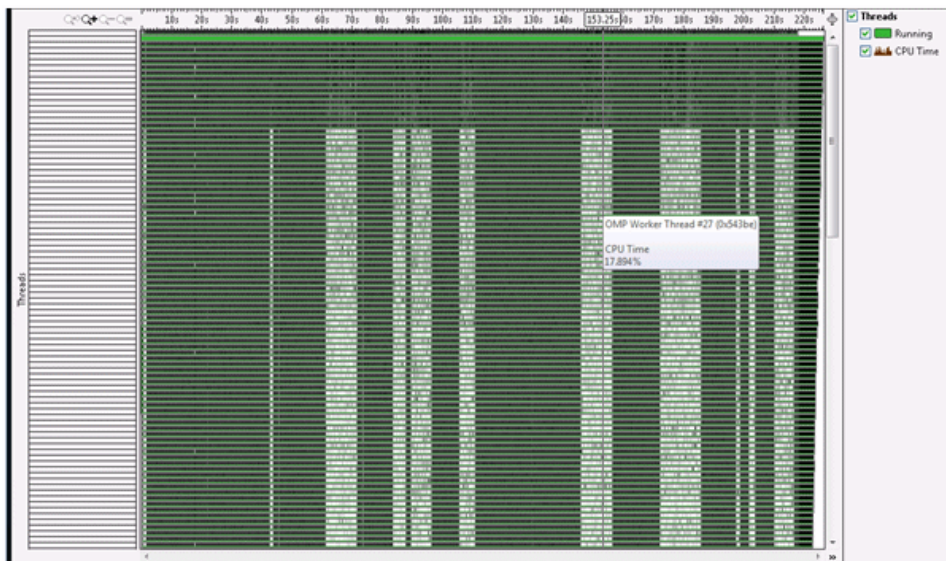 10s 20s 30s 40s 50s 60s 70s 80s 90s 100s 110s 120s 130s 140s 153.25s 170s 180s 190s 200s 210s 220s
Threads
Running
CPU Time
OMP Worker Thread #27 (0x543be)
CPU Time
17.894%
Threads